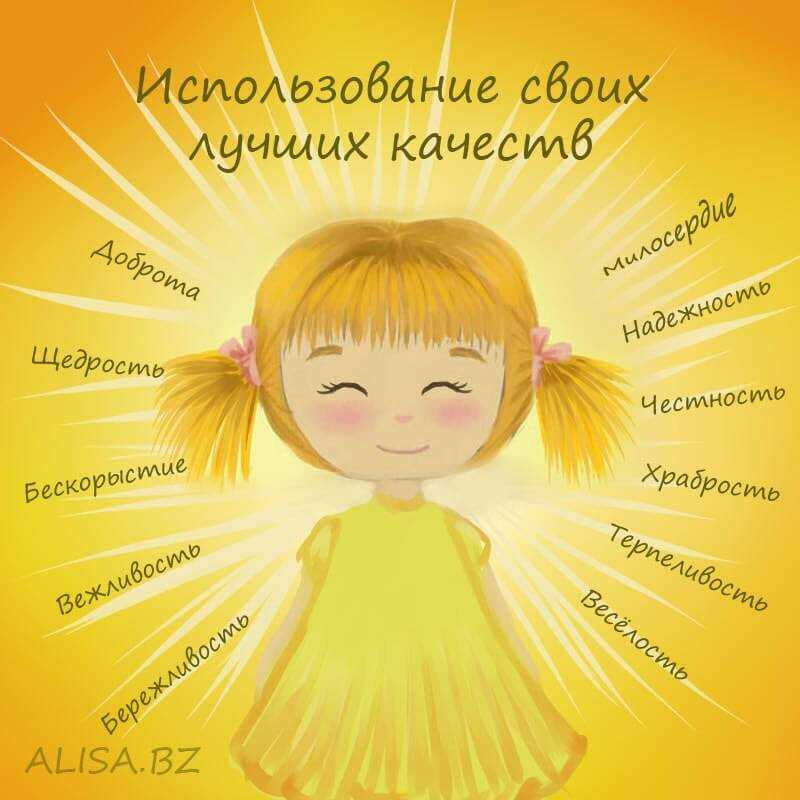 Использование своих
лучших качеств
Доброта
Щедрость
Бескорыстие
Вежливость
Бережливость
милосердие
Надежность
Честность
Храбрость
Терпеливость
Весёлость
ALISA.BZ